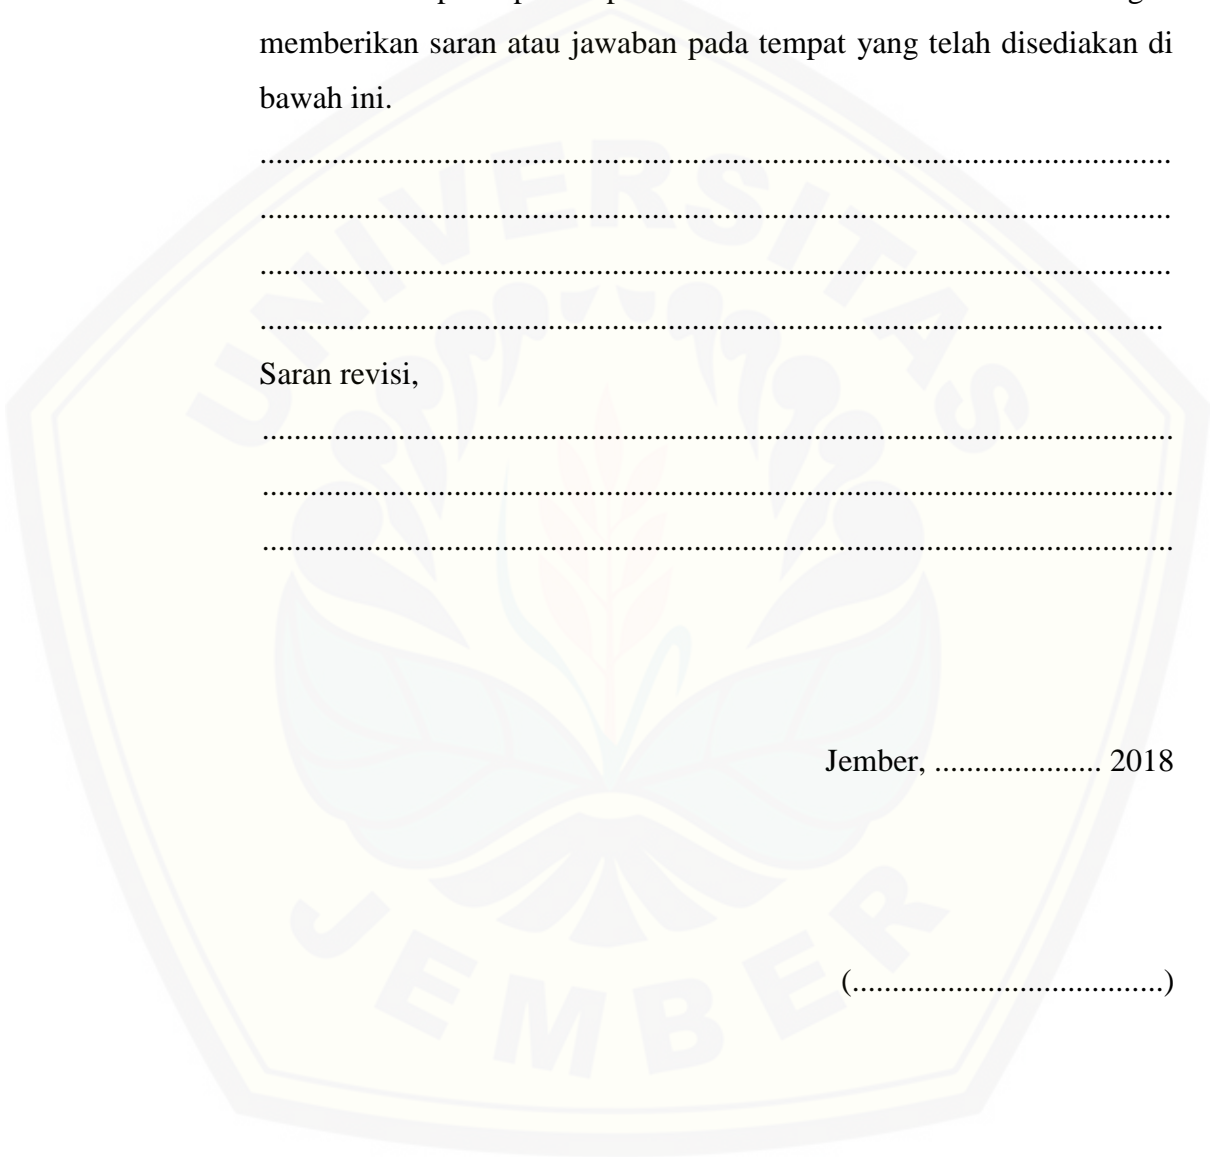 memberikan saran atau jawaban pada tempat yang telah disediakan di
bawah ini.
...................................................................................................................
...................................................................................................................
...................................................................................................................
..................................................................................................................
Saran revisi,
...................................................................................................................
...................................................................................................................
...................................................................................................................
Jember, ..................... 2018
(.......................................)
UNIVERSITAS
JEMBER